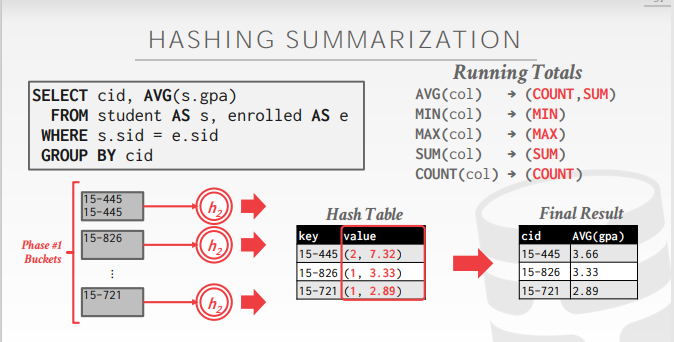 HASHING SUMMARIZATION
SELECT cid, AVG(s.gpa)
FROM student AS s, enrolled AS e
WHERE s.sid = e.sid
GROUP BY cid
Running Totals
AVG(col) → (COUNT,SUM)
MIN(col) → (MIN)
MAX(col) → (MAX)
SUM(col) → (SUM)
COUNT(col) → (COUNT)
Phase #1
Buckets
15-445
15-445
h2
15-826
h2
⋮
15-721
h2
Hash Table
key value
15-445 (2, 7.32)
15-826 (1, 3.33)
15-721 (1, 2.89)
Final Result
cid AVG(gpa)
15-445 3.66
15-826 3.33
15-721 2.89